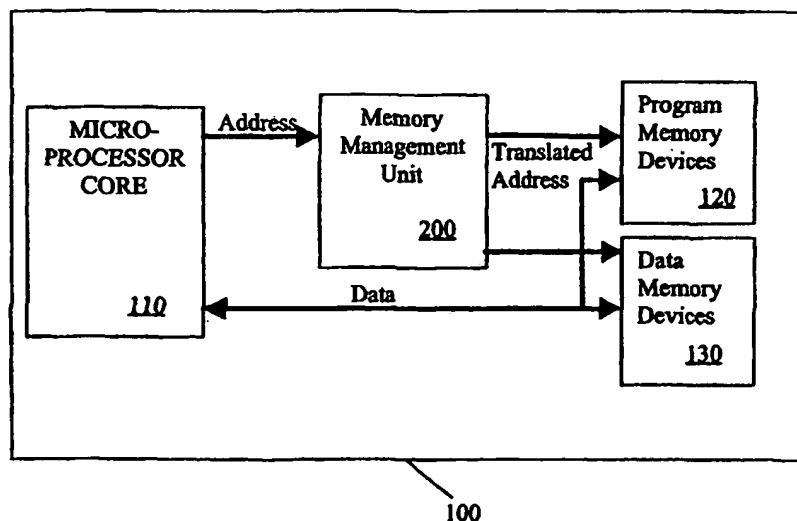 MICRO-
PROCESSOR
CORE
110
Address
Memory
Management
Unit
200
Translated
Address
Data
Program
Memory
Devices
120
Data
Memory
Devices
130
100